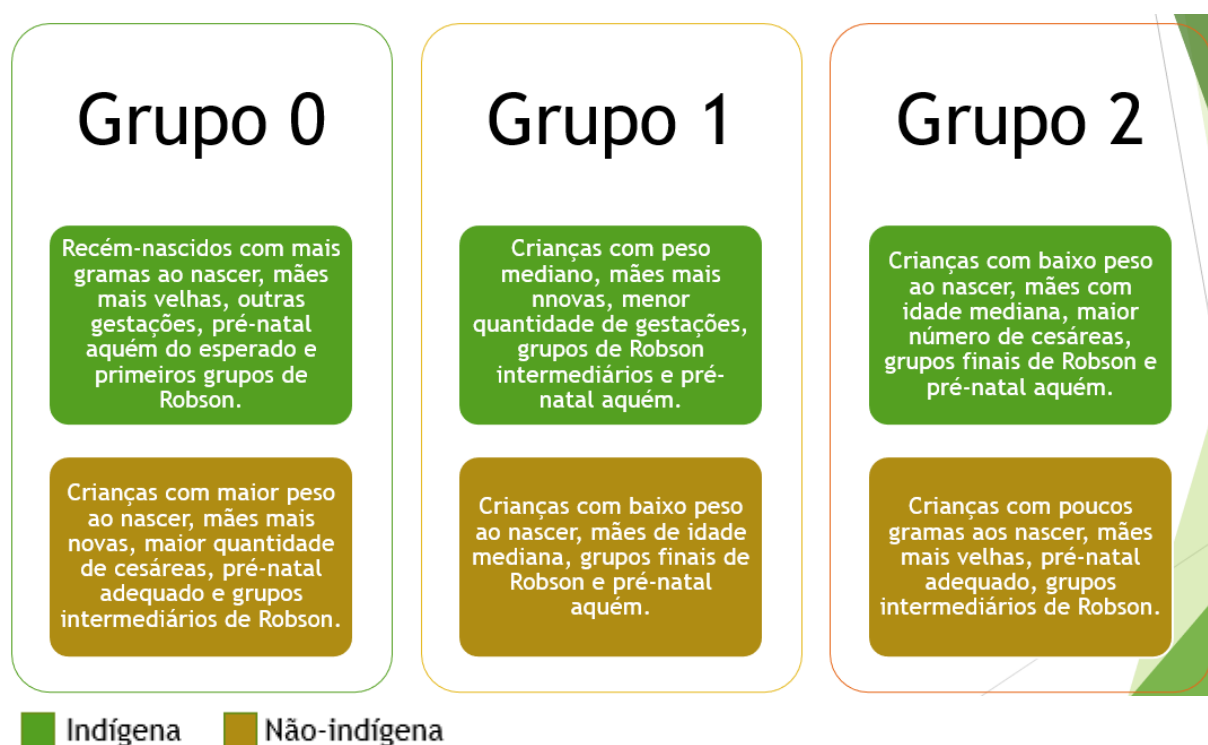 Grupo 0
Recém-nascidos com mais
gramas ao nascer, mães
mais velhas, outras
gestações, pré-natal
aquém do esperado e
primeiros grupos de
Robson.
Crianças com maior peso
ao nascer, mães mais
novas, maior quantidade
de cesáreas, pré-natal
adequado e grupos
intermediários de Robson.
Grupo 1
Crianças com peso
mediano, mães mais
nnovas, menor
quantidade de gestações,
grupos de Robson
intermediários e pré-
natal aquém.
Crianças com baixo peso
ao nascer, mães de idade
mediana, grupos finais de
Robson e pré-natal
aquém.
Grupo 2
Crianças com baixo peso
ao nascer, mães com
idade mediana, maior
número de cesáreas,
grupos finais de Robson e
pré-natal aquém.
Crianças com poucos
gramas aos nascer, mães
mais velhas, pré-natal
adequado, grupos
intermediários de Robson.
Indígena
Não-indígena